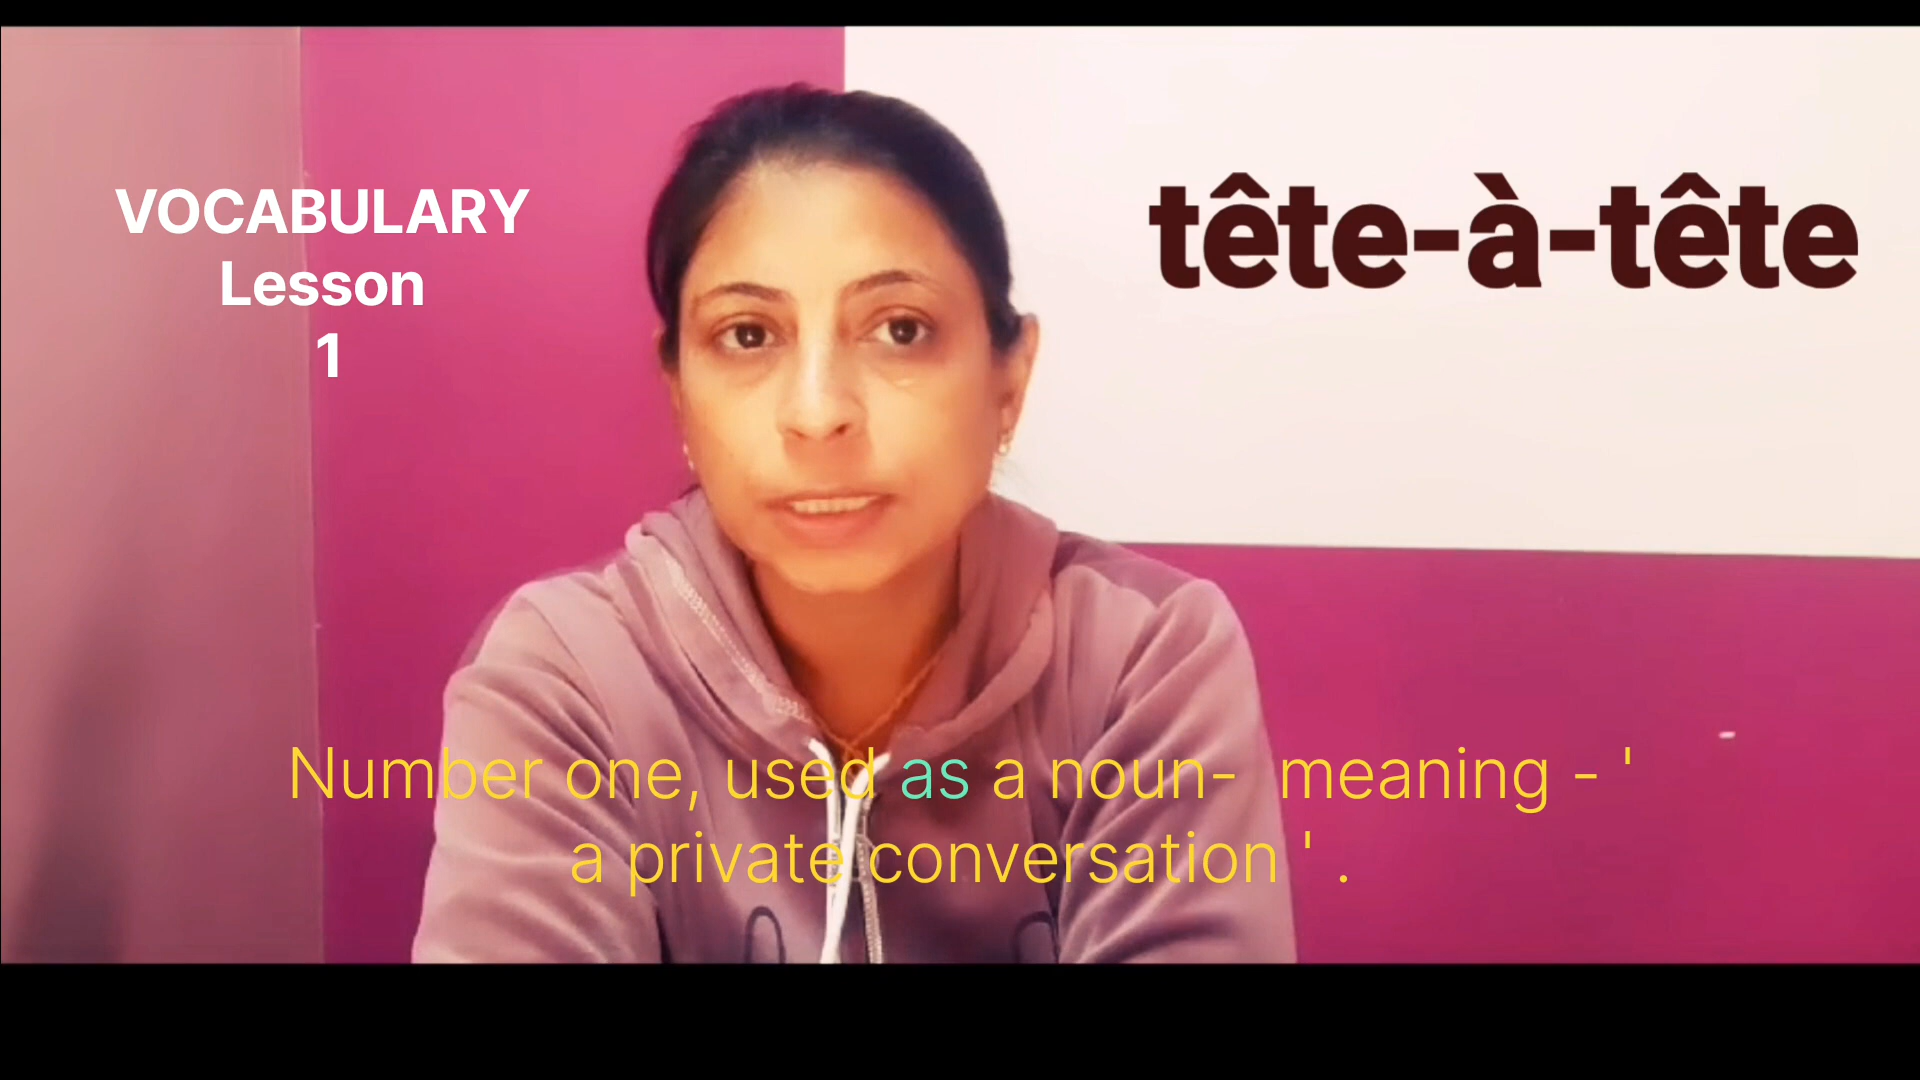 VOCABULARY
Lesson
1
tête-à-tête
Number one, used as a noun-  meaning - '
a private conversation ' .